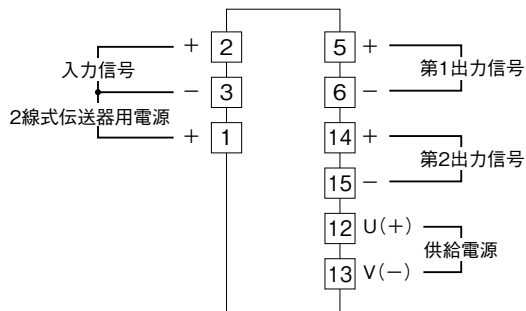 + 2
入力信号
− 3
2線式伝送器用電源
+ 1
5 +
第1出力信号
6 −
14 +
第2出力信号
15 −
12 U(+)
供給電源
13 V(−)